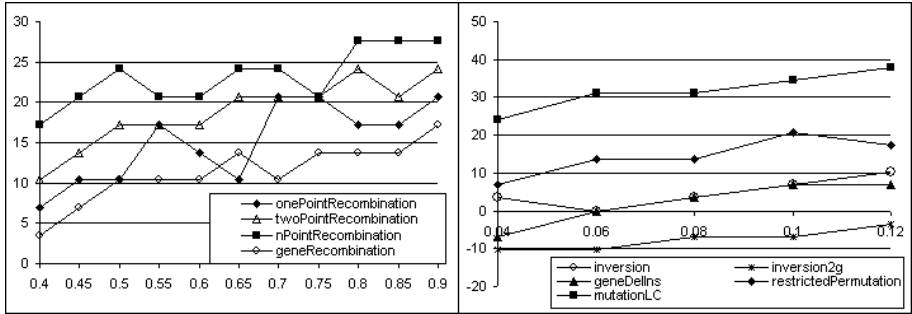 30
25
20
15
10
5
0
0.4 0.45 0.5 0.55 0.6 0.65 0.7 0.75 0.8 0.85 0.9
onePointRecombination
twoPointRecombination
nPointRecombination
geneRecombination
50
40
30
20
10
0
-10
-20
0.04 0.06 0.08 0.1 0.12
inversion inversion2g
geneDelIns restrictedPermutation
mutationLC